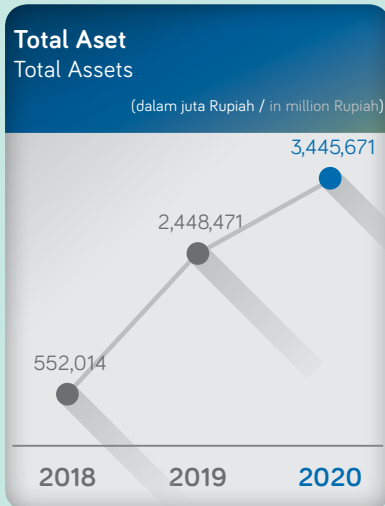 Total Aset
Total Assets
(dalam juta Rupiah / in million Rupiah)
3,445,671
2,448,471
552,014
2018 2019 2020